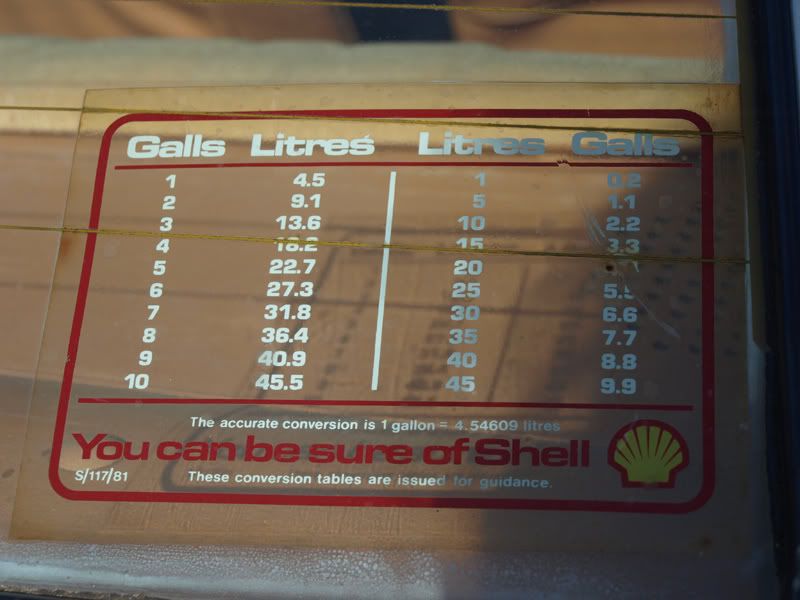 Galls Litres Litres Galls
1 4.5 1 0.2
2 9.1 5 1.1
3 13.6 10 2.2
4 18.2 15 3.3
5 22.7 20
6 27.3 25 5.5
7 31.8 30 6.6
8 36.4 35 7.7
9 40.9 40 8.8
10 45.5 45 9.9
The accurate conversion is 1 gallon = 4.54609 litres
You can be sure of Shell
S/117/81 These conversion tables are issued for guidance.